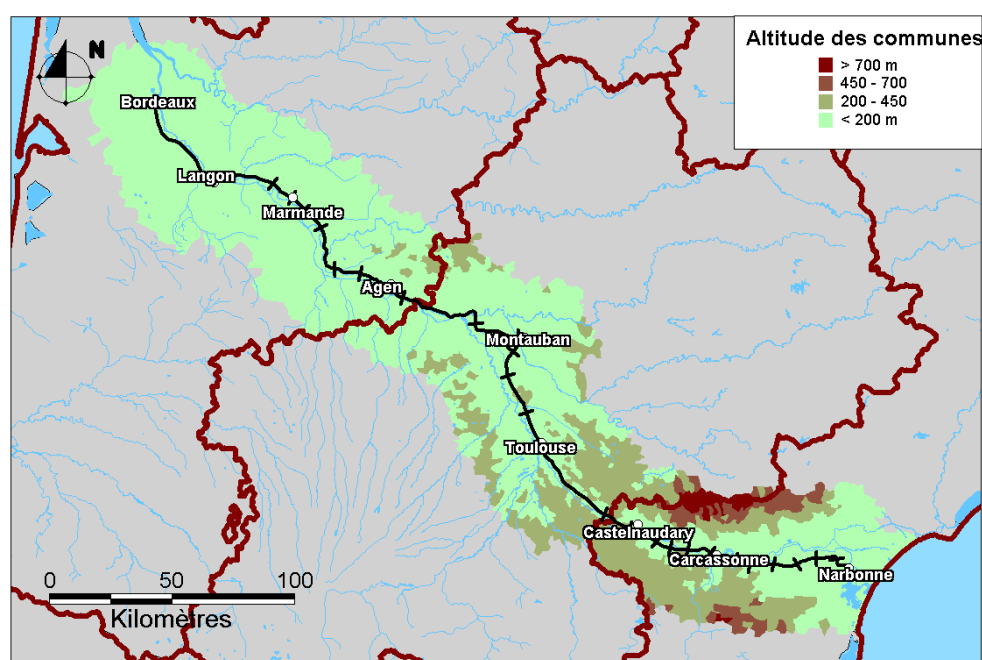 Altitude des communes
> 700 m
450 - 700
200 - 450
< 200 m
N
Bordeaux
Langon
Marmande
Agen
Montauban
Toulouse
Castelnaudary
Carcassonne
Narbonne
0 50 100
Kilomètres